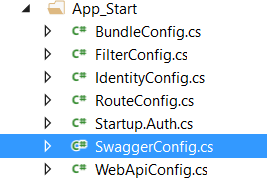 App_Start
BundleConfig.cs
FilterConfig.cs
IdentityConfig.cs
RouteConfig.cs
Startup.Auth.cs
SwaggerConfig.cs
WebApiConfig.cs